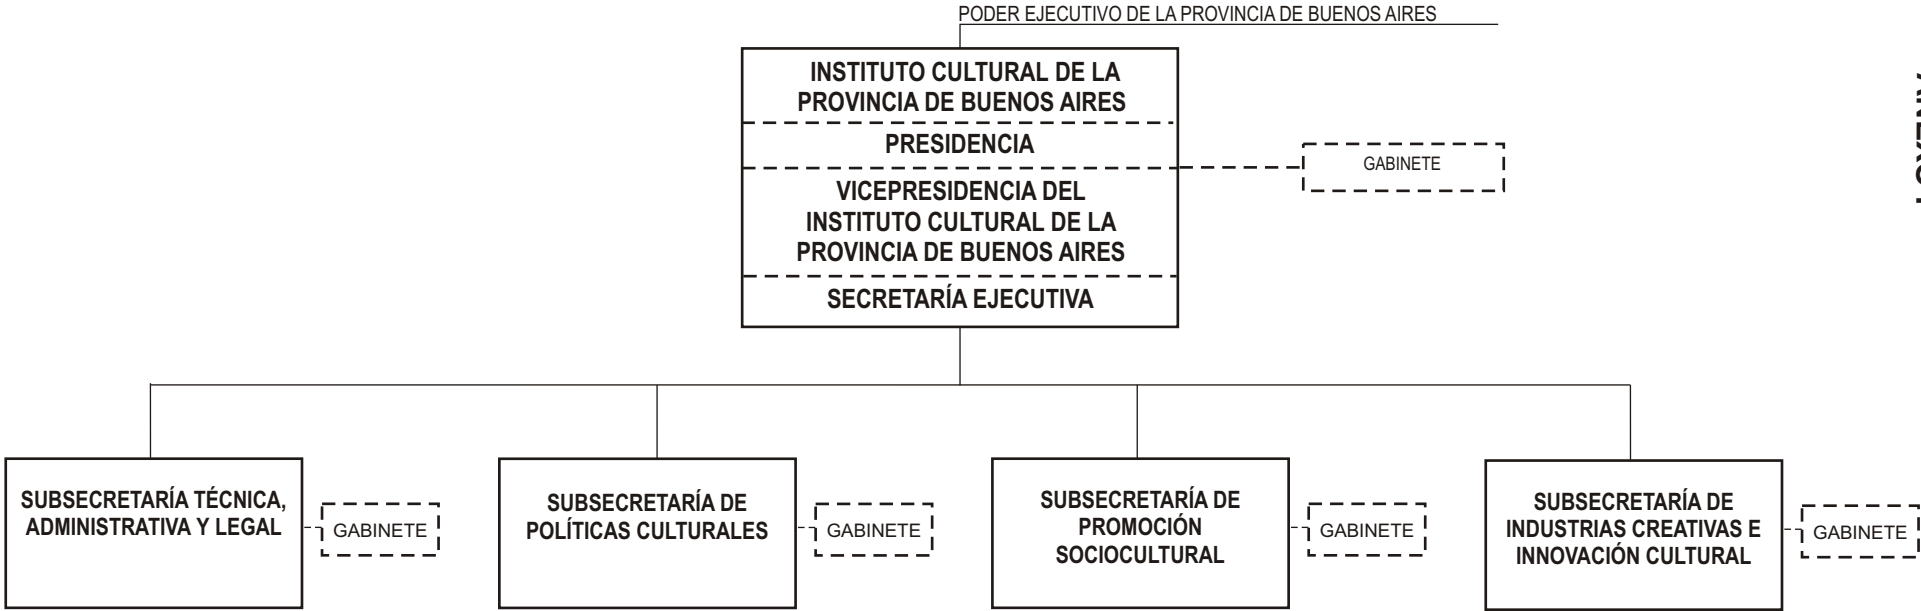 PODER EJECUTIVO DE LA PROVINCIA DE BUENOS AIRES
INSTITUTO CULTURAL DE LA
PROVINCIA DE BUENOS AIRES
PRESIDENCIA
GABINETE
VICEPRESIDENCIA DEL
INSTITUTO CULTURAL DE LA
PROVINCIA DE BUENOS AIRES
SECRETARÍA EJECUTIVA
SUBSECRETARÍA TÉCNICA,
ADMINISTRATIVA Y LEGAL
GABINETE
SUBSECRETARÍA DE
POLÍTICAS CULTURALES
GABINETE
SUBSECRETARÍA DE
PROMOCIÓN
SOCIOCULTURAL
GABINETE
SUBSECRETARÍA DE
INDUSTRIAS CREATIVAS E
INNOVACIÓN CULTURAL
GABINETE